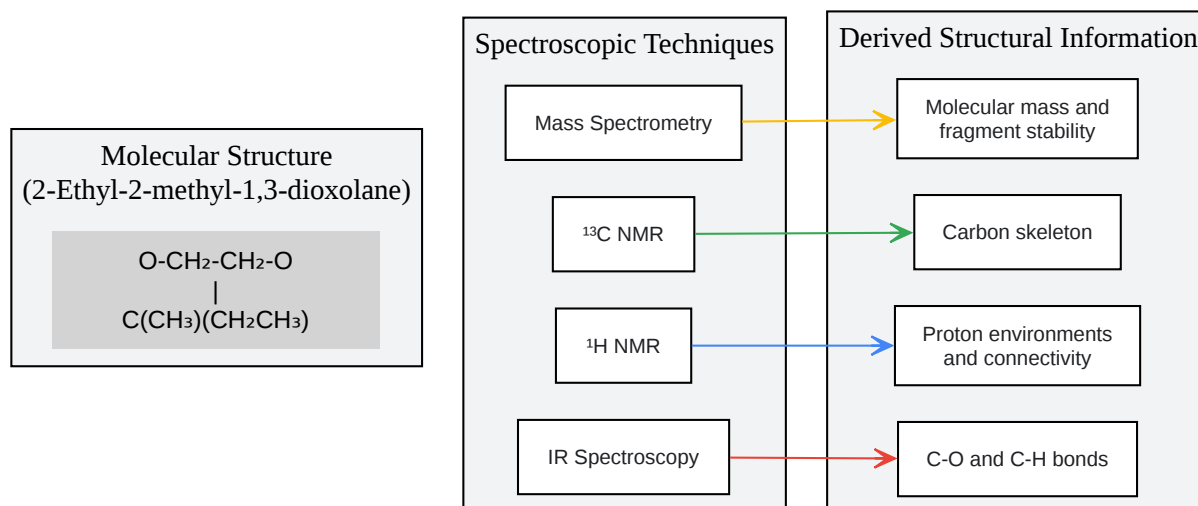 Molecular Structure
(2-Ethyl-2-methyl-1,3-dioxolane)
O-CH₂-CH₂-O
|
C(CH₃)(CH₂CH₃)
Spectroscopic Techniques
Mass Spectrometry
¹³C NMR
¹H NMR
IR Spectroscopy
Derived Structural Information
Molecular mass and
fragment stability
Carbon skeleton
Proton environments
and connectivity
C-O and C-H bonds